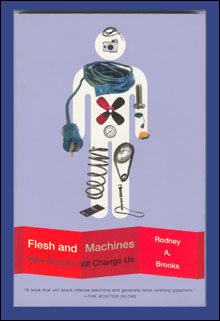 Flesh and Machines
How Robots Will Change Us
Rodney
A.
Brooks
"A book that will spark intense reactions and generate mind-twisting questions."
—THE BOSTON GLOBE